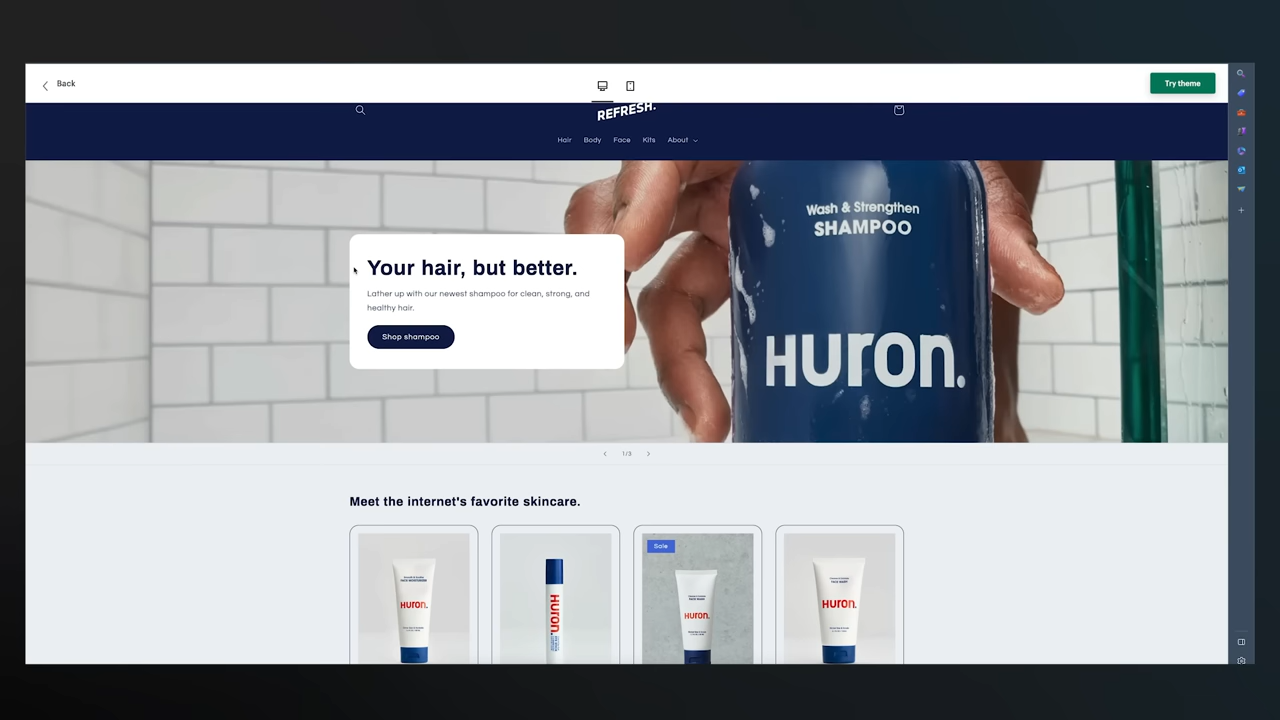 Back
Try theme
REFRESH.
Hair Body Face Kits About
Wash & Strengthen
SHAMPOO
Huron.
Your hair, but better.
Lather up with our newest shampoo for clean, strong, and
healthy hair.
Shop shampoo
1/3
Meet the internet's favorite skincare.
Sale
HURON.
HURON.
HURON.
HURON.